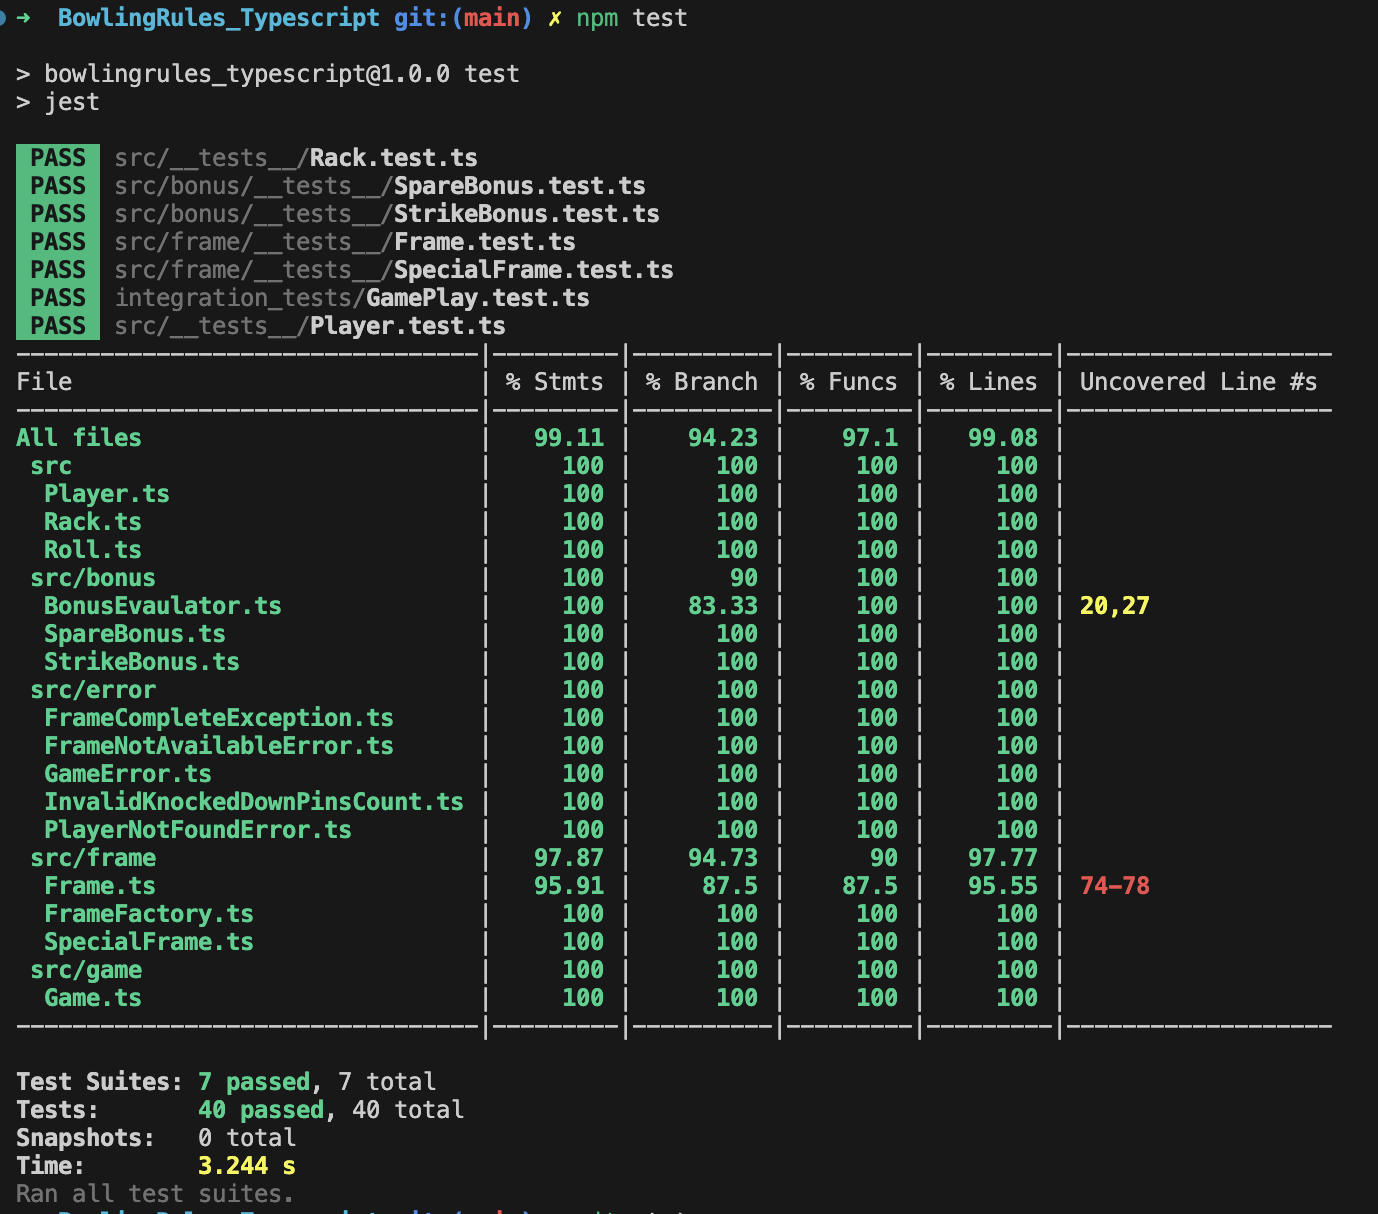 ➜ BowlingRules_Typescript git:(main) ✗ npm test
> bowlingrules_typescript@1.0.0 test
> jest
PASS src/__tests__/Rack.test.ts
PASS src/bonus/__tests__/SpareBonus.test.ts
PASS src/bonus/__tests__/StrikeBonus.test.ts
PASS src/frame/__tests__/Frame.test.ts
PASS src/frame/__tests__/SpecialFrame.test.ts
PASS integration_tests/GamePlay.test.ts
PASS src/__tests__/Player.test.ts
---------------------------------|---------|----------|---------|---------|-------------------
File | % Stmts | % Branch | % Funcs | % Lines | Uncovered Line #s
---------------------------------|---------|----------|---------|---------|-------------------
All files | 99.11 | 94.23 | 97.1 | 99.08 |
src | 100 | 100 | 100 | 100 |
Player.ts | 100 | 100 | 100 | 100 |
Rack.ts | 100 | 100 | 100 | 100 |
Roll.ts | 100 | 100 | 100 | 100 |
src/bonus | 100 | 90 | 100 | 100 |
BonusEvaulator.ts | 100 | 83.33 | 100 | 100 | 20,27
SpareBonus.ts | 100 | 100 | 100 | 100 |
StrikeBonus.ts | 100 | 100 | 100 | 100 |
src/error | 100 | 100 | 100 | 100 |
FrameCompleteException.ts | 100 | 100 | 100 | 100 |
FrameNotAvailableError.ts | 100 | 100 | 100 | 100 |
GameError.ts | 100 | 100 | 100 | 100 |
InvalidKnockedDownPinsCount.ts | 100 | 100 | 100 | 100 |
PlayerNotFoundError.ts | 100 | 100 | 100 | 100 |
src/frame | 97.87 | 94.73 | 90 | 97.77 |
Frame.ts | 95.91 | 87.5 | 87.5 | 95.55 | 74-78
FrameFactory.ts | 100 | 100 | 100 | 100 |
SpecialFrame.ts | 100 | 100 | 100 | 100 |
src/game | 100 | 100 | 100 | 100 |
Game.ts | 100 | 100 | 100 | 100 |
---------------------------------|---------|----------|---------|---------|-------------------
Test Suites: 7 passed, 7 total
Tests: 40 passed, 40 total
Snapshots: 0 total
Time: 3.244 s
Ran all test suites.